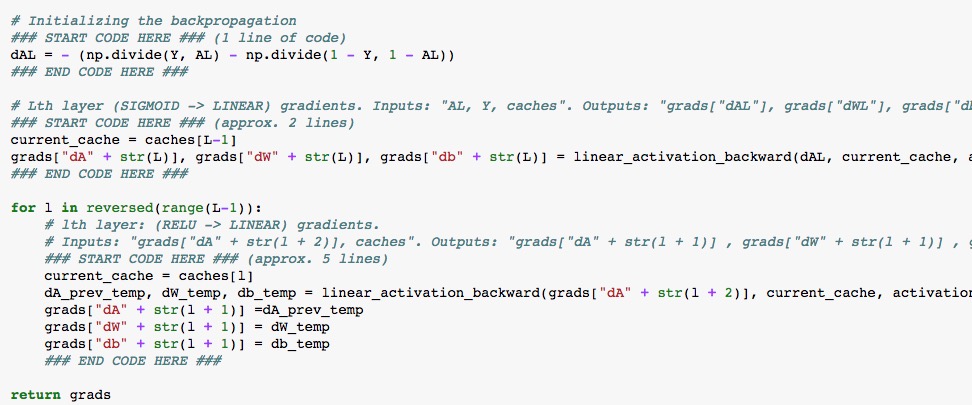 # Initializing the backpropagation
### START CODE HERE ### (1 line of code)
dAL = - (np.divide(Y, AL) - np.divide(1 - Y, 1 - AL))
### END CODE HERE ###
# Lth layer (SIGMOID -> LINEAR) gradients. Inputs: "AL, Y, caches". Outputs: "grads["dAL"], grads["dWL"], grads["db
### START CODE HERE ### (approx. 2 lines)
current_cache = caches[L-1]
grads["dA" + str(L)], grads["dW" + str(L)], grads["db" + str(L)] = linear_activation_backward(dAL, current_cache, a
### END CODE HERE ###
for l in reversed(range(L-1)):
# lth layer: (RELU -> LINEAR) gradients.
# Inputs: "grads["dA" + str(l + 2)], caches". Outputs: "grads["dA" + str(l + 1)] , grads["dW" + str(l + 1)] , g
### START CODE HERE ### (approx. 5 lines)
current_cache = caches[l]
dA_prev_temp, dW_temp, db_temp = linear_activation_backward(grads["dA" + str(l + 2)], current_cache, activation
grads["dA" + str(l + 1)] =dA_prev_temp
grads["dW" + str(l + 1)] = dW_temp
grads["db" + str(l + 1)] = db_temp
### END CODE HERE ###
return grads